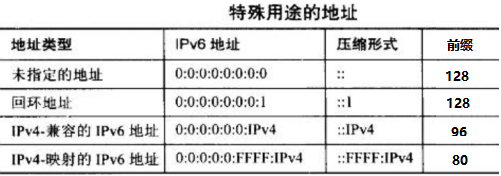 特殊用途的地址
地址类型 IPv6 地址 压缩形式 前缀
未指定的地址 0:0:0:0:0:0:0:0 :: 128
回环地址 0:0:0:0:0:0:0:1 ::1 128
IPv4-兼容的 IPv6 地址 0:0:0:0:0:0:IPv4 ::IPv4 96
IPv4-映射的 IPv6 地址 0:0:0:0:0:FFFF:IPv4 ::FFFF:IPv4 80